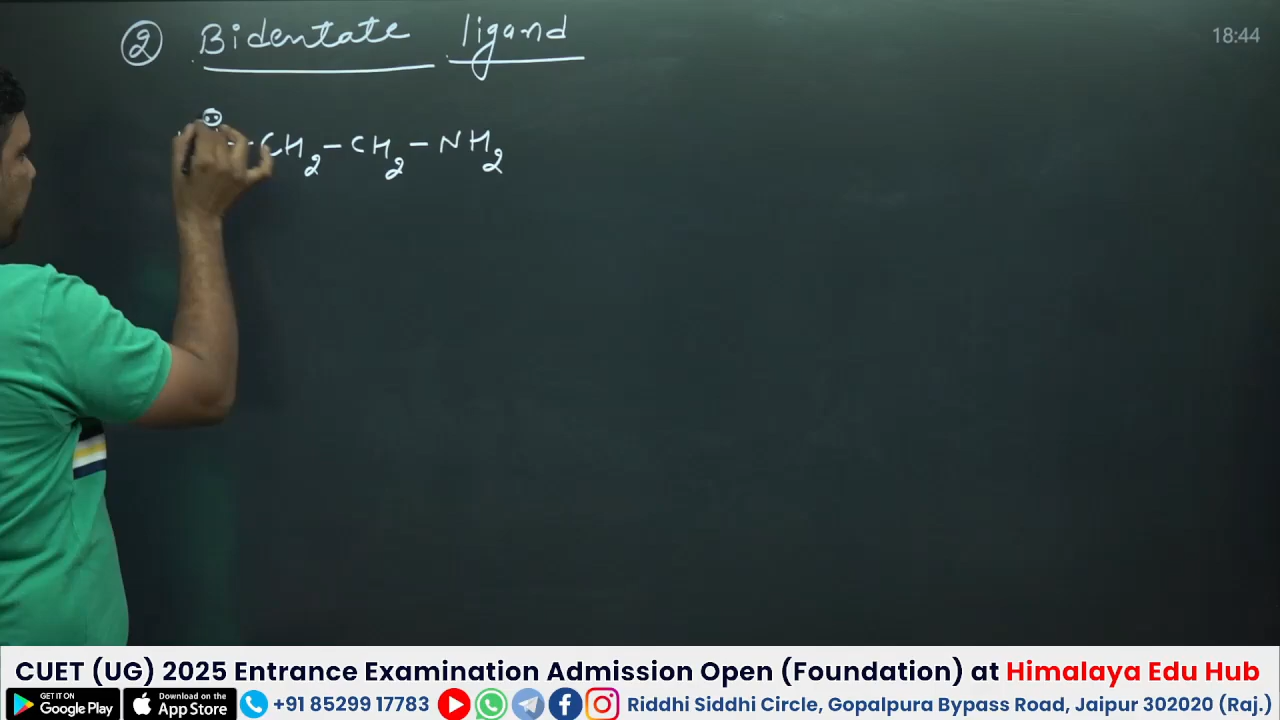 ② Bidentate ligand
18:44
– CH₂ – CH₂ – NH₂
CUET (UG) 2025 Entrance Examination Admission Open (Foundation) at Himalaya Edu Hub
GET IT ON Google Play Download on the App Store +91 85299 17783 Riddhi Siddhi Circle, Gopalpura Bypass Road, Jaipur 302020 (Raj.)